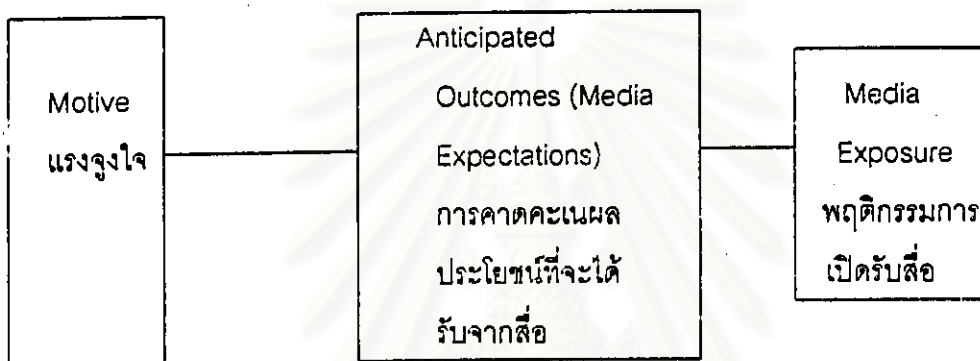 Motive
แรงจูงใจ
Anticipated
Outcomes (Media
Expectations)
การคาดคะเนผล
ประโยชน์ที่จะได้
รับจากสื่อ
Media
Exposure
พฤติกรรมการ
เปิดรับสื่อ